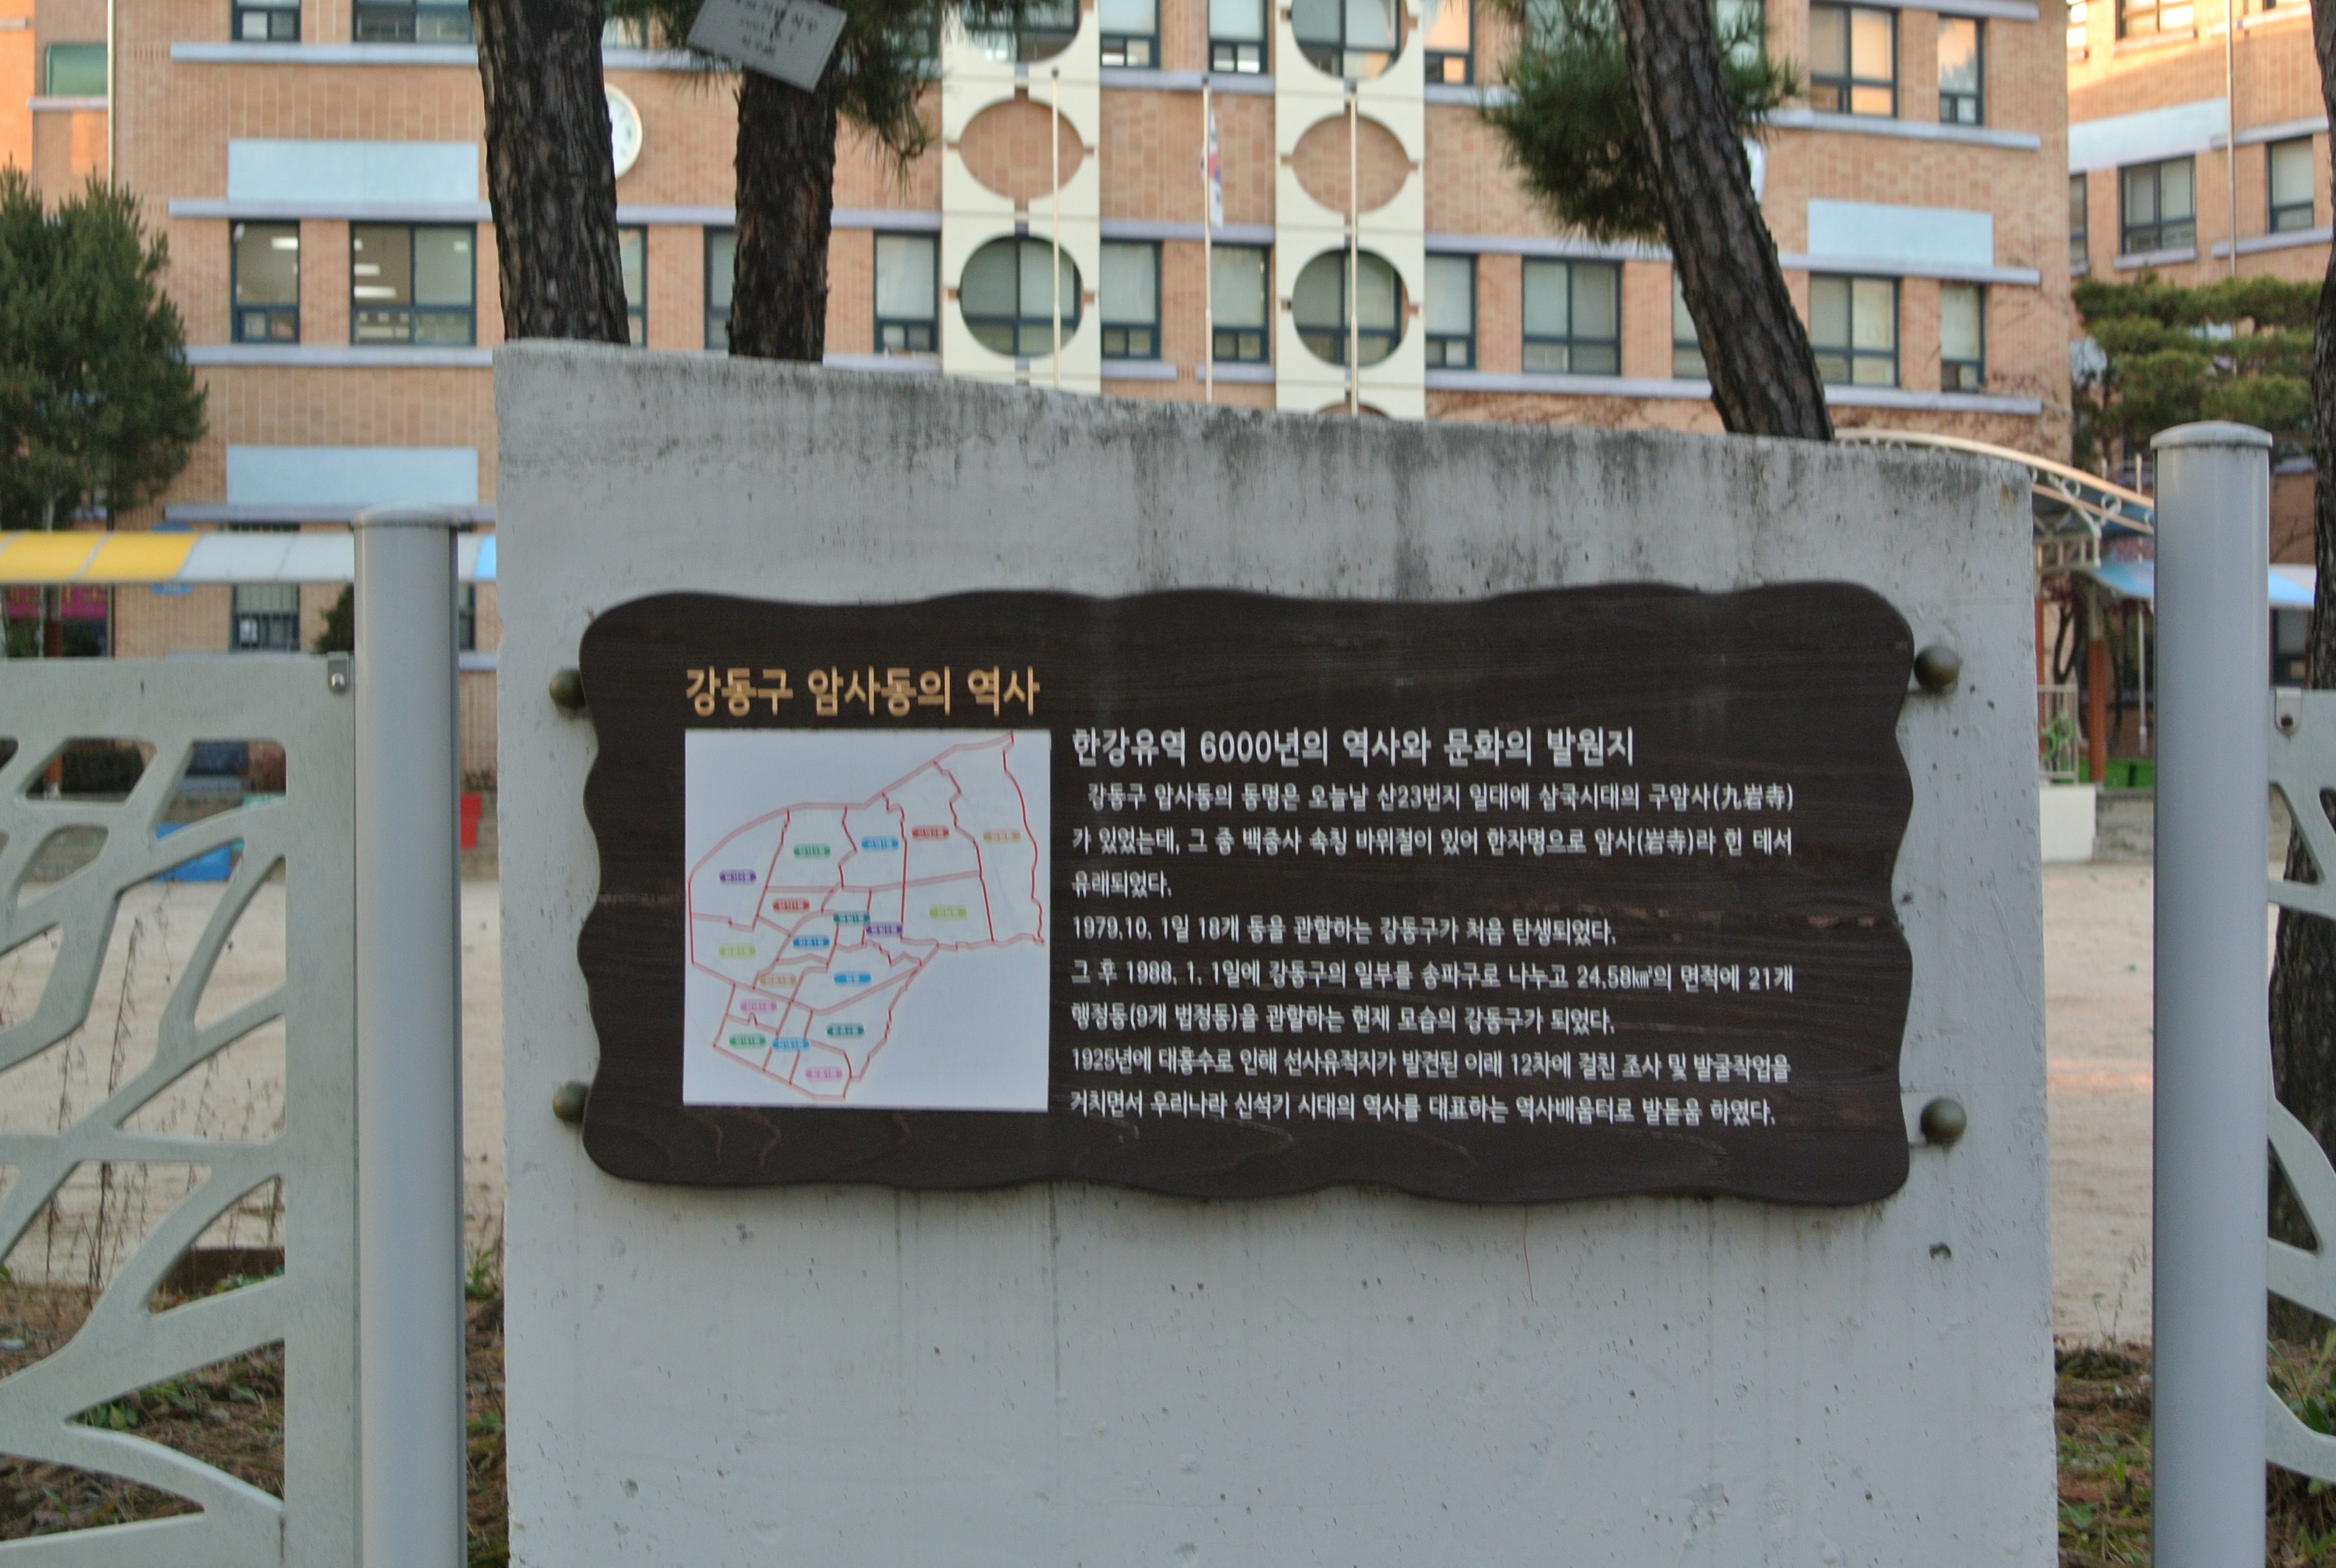 강동구 암사동의 역사
한강유역 6000년의 역사와 문화의 발원지
강동구 암사동의 동명은 오늘날 산23번지 일대에 삼국시대의 구암사(九岩寺)
가 있었는데, 그 중 백중사 속칭 바위절이 있어 한자명으로 암사(岩寺)라 힌 데서
유래되었다.
1979.10. 1일 18개 동을 관할하는 강동구가 처음 탄생되었다.
그 후 1988. 1. 1일에 강동구의 일부를 송파구로 나누고 24.58㎢의 면적에 21개
행정동(9개 법정동)을 관할하는 현재 모습의 강동구가 되었다.
1925년에 대홍수로 인해 선사유적지가 발견된 이래 12차에 걸친 조사 및 발굴작업을
거치면서 우리나라 신석기 시대의 역사를 대표하는 역사배움터로 발돋움 하였다.